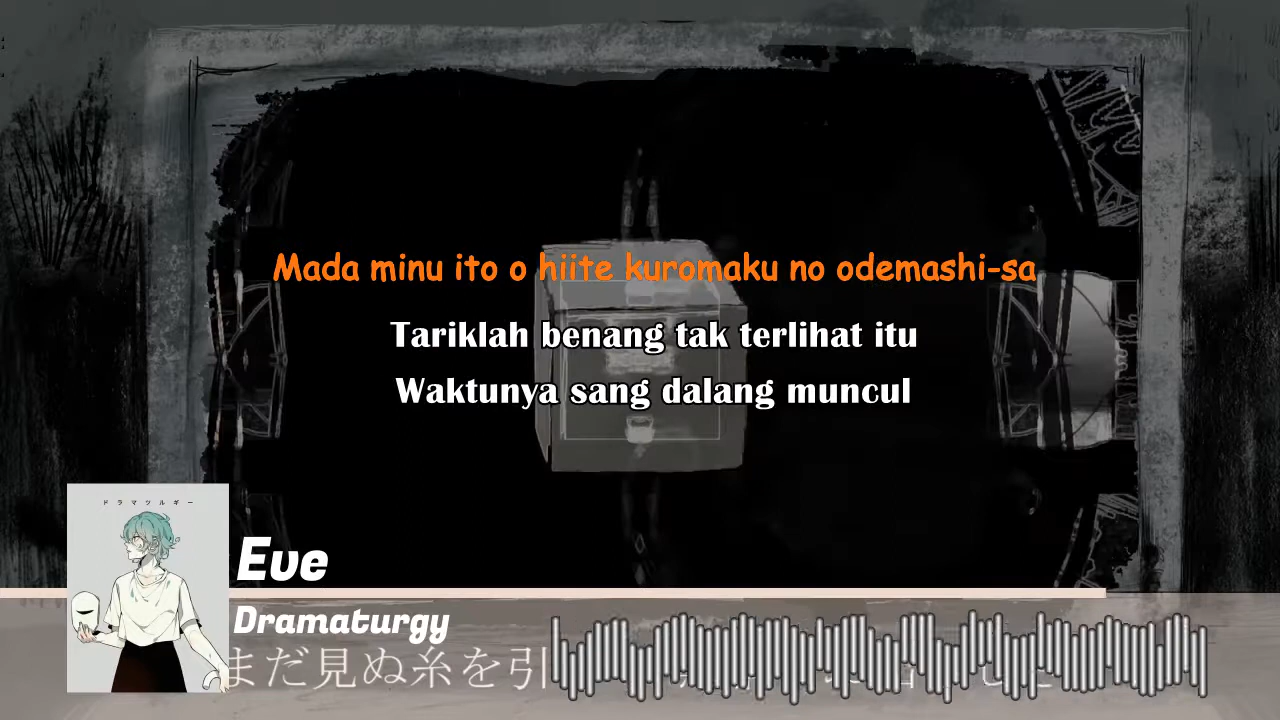 Mada minu ito o hiite kuromaku no odemashi-sa
Tariklah benang tak terlihat itu
Waktunya sang dalang muncul
ドラマツルギー
Eve
Dramaturgy
まだ見ぬ糸を引